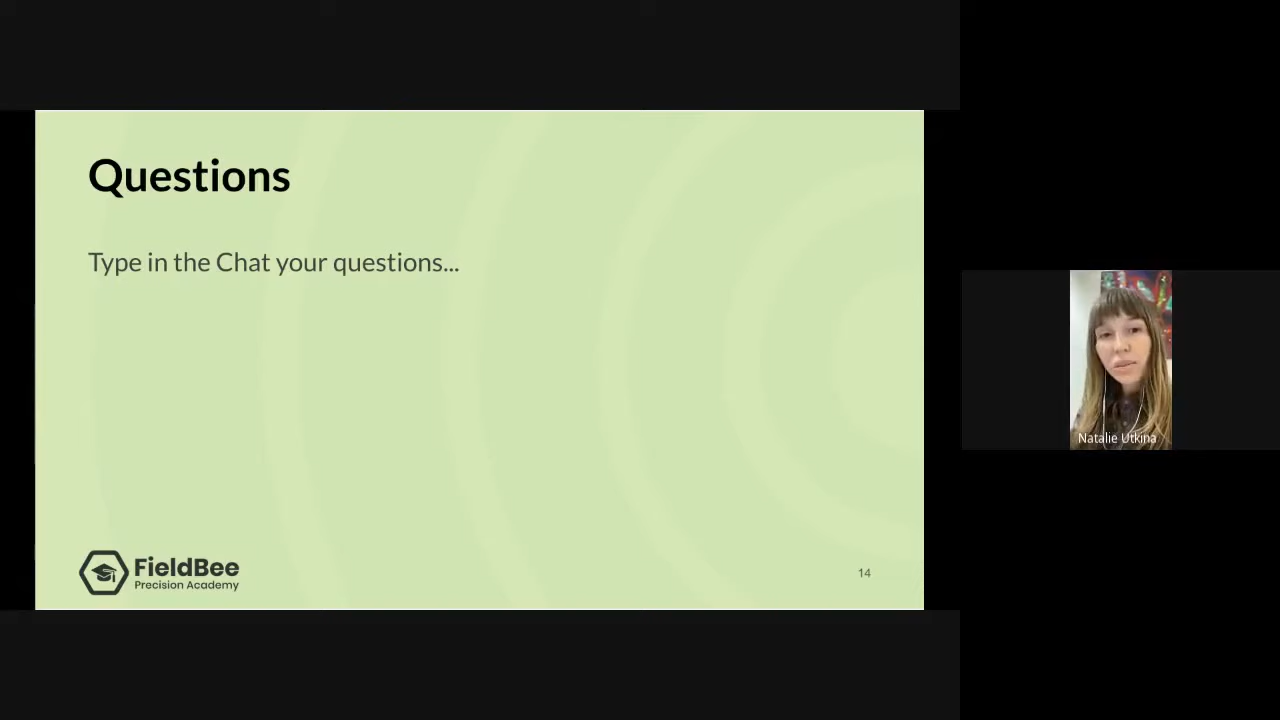 Questions
Type in the Chat your questions...
FieldBee
Precision Academy
14
Natalie Utkina